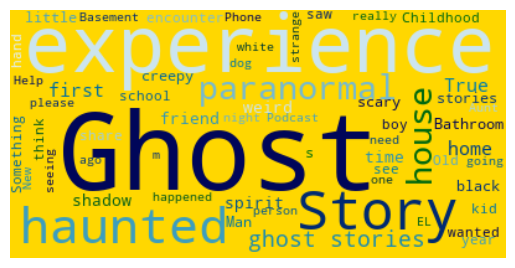 little Basement encounter Phone saw really Childhood
hand experience strange
white
dog
Help creepy paranormal True
please first school weird scary stories
Something think share friend night Podcast boy Bathroom
house
ago m s time need Old going
seeing Ghost see one home
New shadow happened spirit Story black
Man person EL kid
haunted ghost stories wanted
year